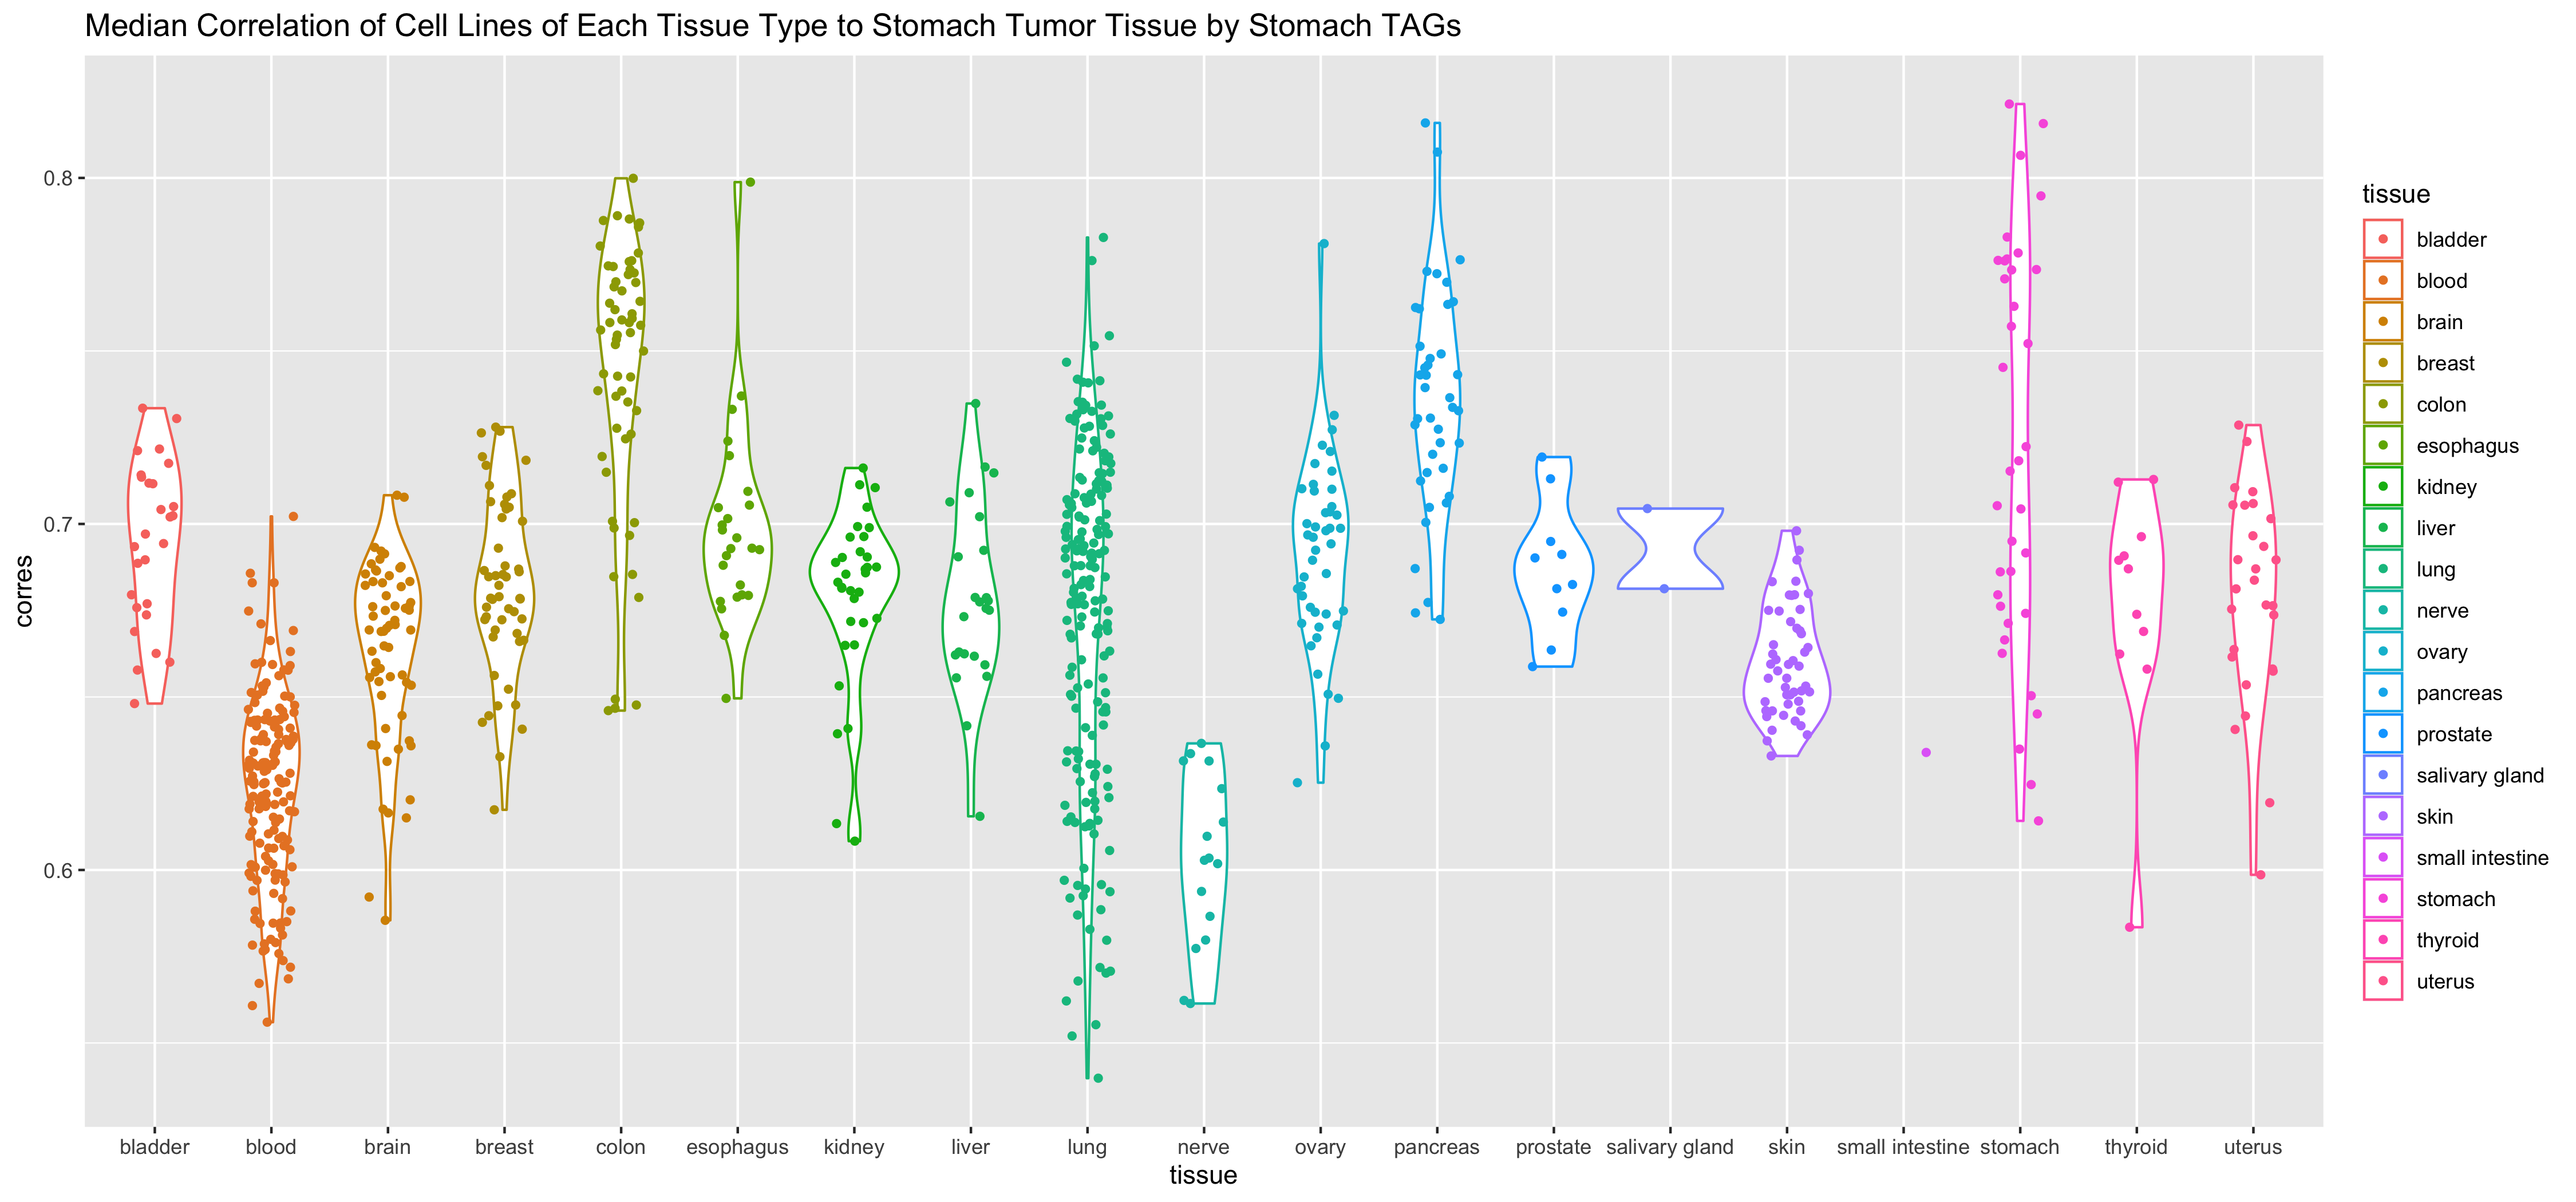 Median Correlation of Cell Lines of Each Tissue Type to Stomach Tumor Tissue by Stomach TAGs
corres
0.8
0.7
0.6
bladder blood brain breast colon esophagus kidney liver lung nerve ovary pancreas prostate salivary gland skin small intestine stomach thyroid uterus
tissue
tissue
bladder
blood
brain
breast
colon
esophagus
kidney
liver
lung
nerve
ovary
pancreas
prostate
salivary gland
skin
small intestine
stomach
thyroid
uterus